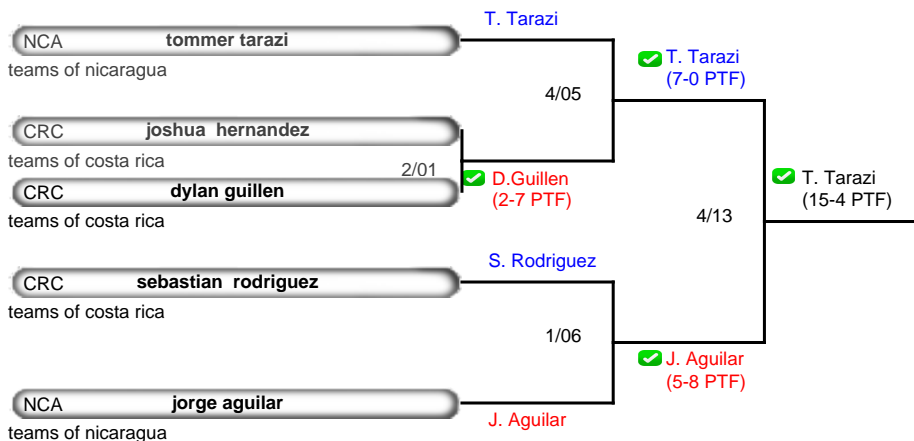 T. Tarazi
NCA tommer tarazi
teams of nicaragua
T. Tarazi
(7-0 PTF)
4/05
CRC joshua hernandez
teams of costa rica
2/01
D.Guillen
(2-7 PTF)
CRC dylan guillen
teams of costa rica
T. Tarazi
(15-4 PTF)
4/13
S. Rodriguez
CRC sebastian rodriguez
teams of costa rica
1/06
J. Aguilar
(5-8 PTF)
NCA jorge aguilar
teams of nicaragua
J. Aguilar